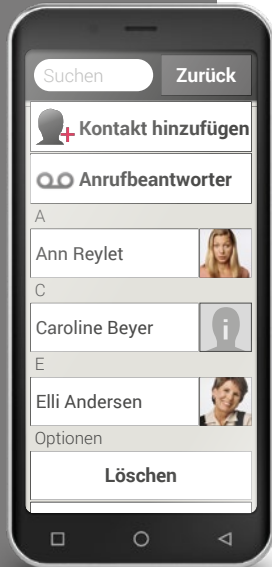 Suchen Zurück
Kontakt hinzufügen
Anrufbeantworter
A
Ann Reylet
C
Caroline Beyer
E
Elli Andersen
Optionen
Löschen